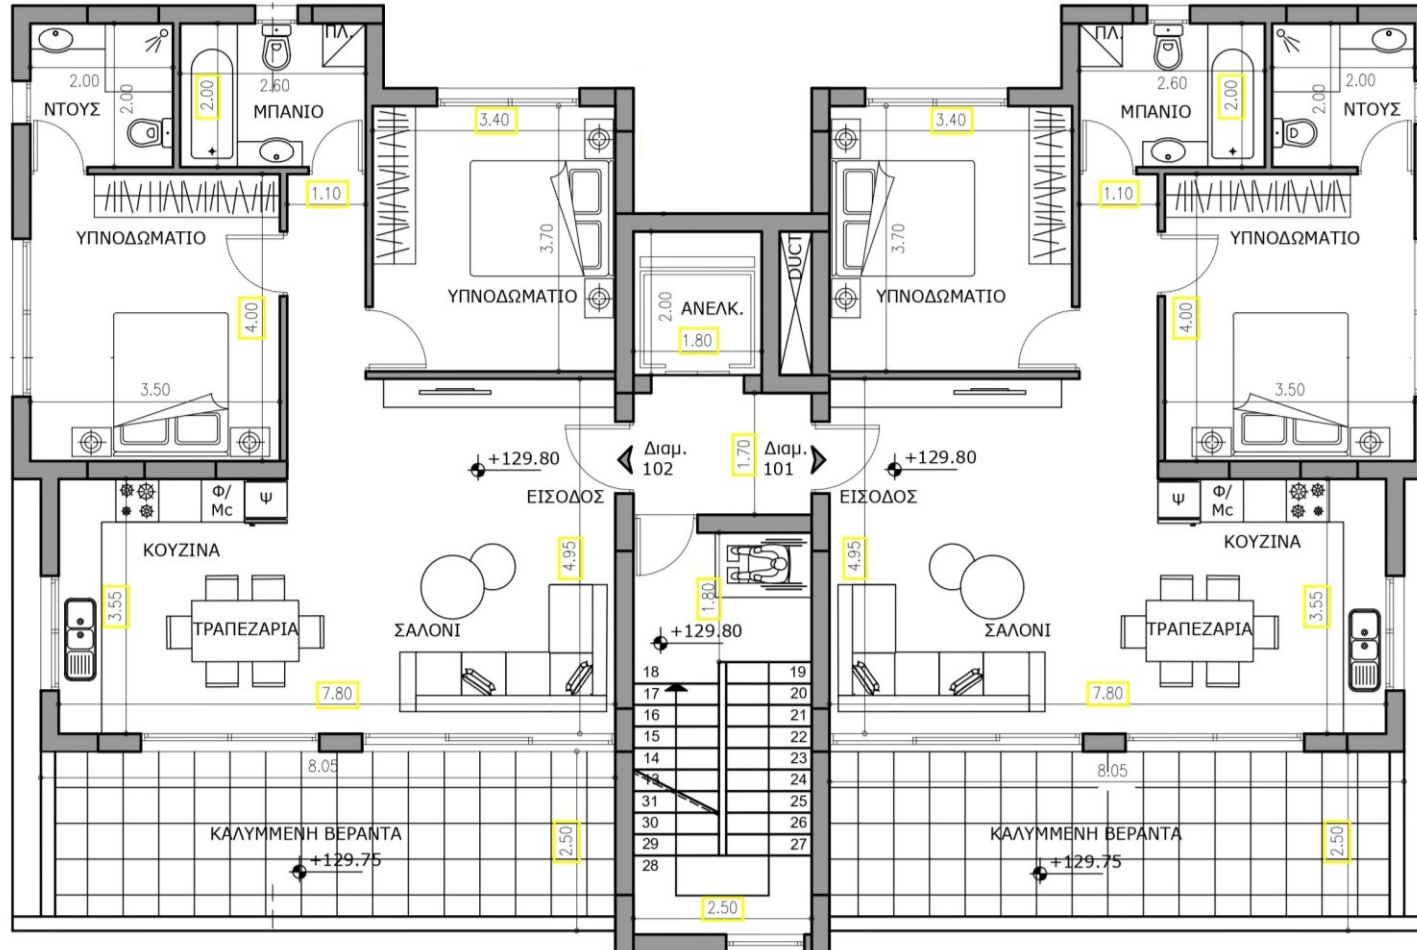 ΠΛ.
ΠΛ.
2.00
2.00
2.00
2.60
2.60
2.00
2.00
2.00
ΝΤΟΥΣ
ΜΠΑΝΙΟ
ΜΠΑΝΙΟ
ΝΤΟΥΣ
3.40
3.40
1.10
1.10
ΥΠΝΟΔΩΜΑΤΙΟ
3.70
3.70
ΥΠΝΟΔΩΜΑΤΙΟ
DUCT
ΥΠΝΟΔΩΜΑΤΙΟ
ΥΠΝΟΔΩΜΑΤΙΟ
2.00
ΑΝΕΛΚ.
4.00
1.80
4.00
3.50
3.50
+129.80
Διαμ.
102
1.70
Διαμ.
101
+129.80
ΕΙΣΟΔΟΣ
ΕΙΣΟΔΟΣ
Φ/
Mc
Ψ
Ψ
Φ/
Mc
ΚΟΥΖΙΝΑ
ΚΟΥΖΙΝΑ
4.95
4.95
3.55
1.80
3.55
ΤΡΑΠΕΖΑΡΙΑ
ΣΑΛΟΝΙ
+129.80
ΣΑΛΟΝΙ
ΤΡΑΠΕΖΑΡΙΑ
7.80
7.80
18
19
17
20
16
21
15
22
14
23
13
24
31
25
30
26
29
27
28
8.05
8.05
ΚΑΛΥΜΜΕΝΗ ΒΕΡΑΝΤΑ
2.50
ΚΑΛΥΜΜΕΝΗ ΒΕΡΑΝΤΑ
2.50
+129.75
+129.75
2.50